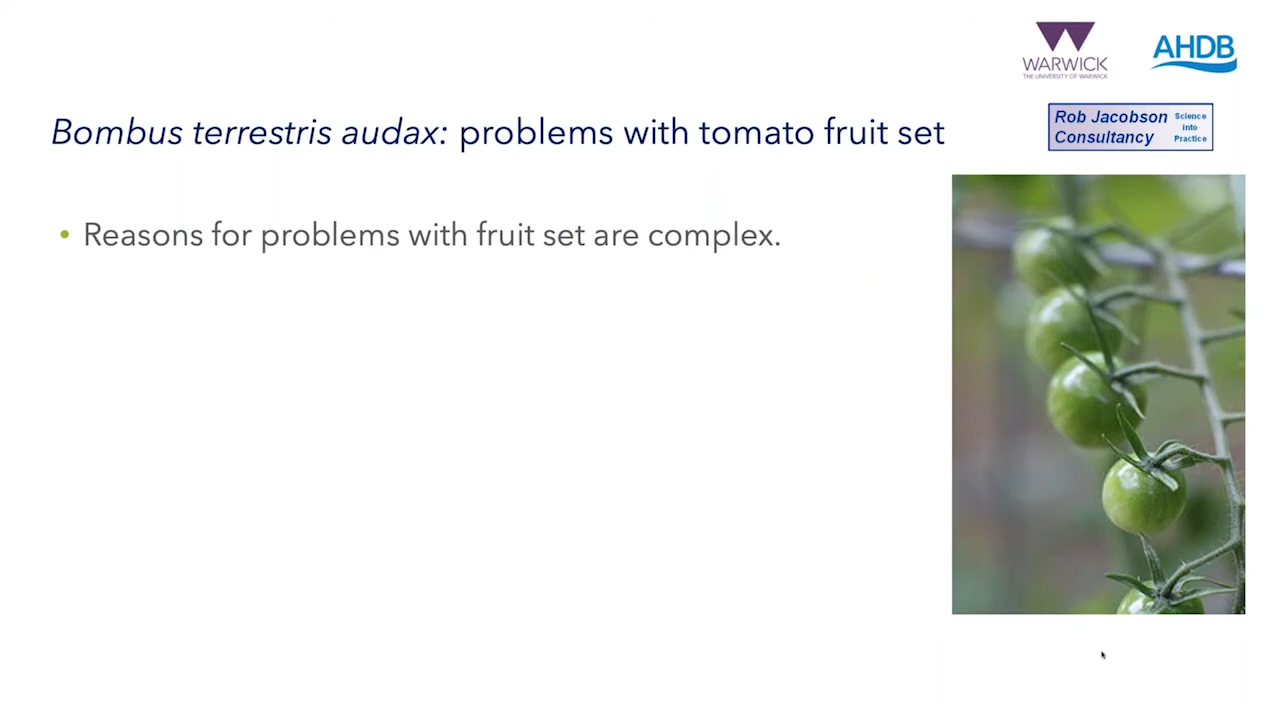 WARWICK
THE UNIVERSITY OF WARWICK
AHDB
Bombus terrestris audax: problems with tomato fruit set
Rob Jacobson
Consultancy
Science
into
Practice
• Reasons for problems with fruit set are complex.